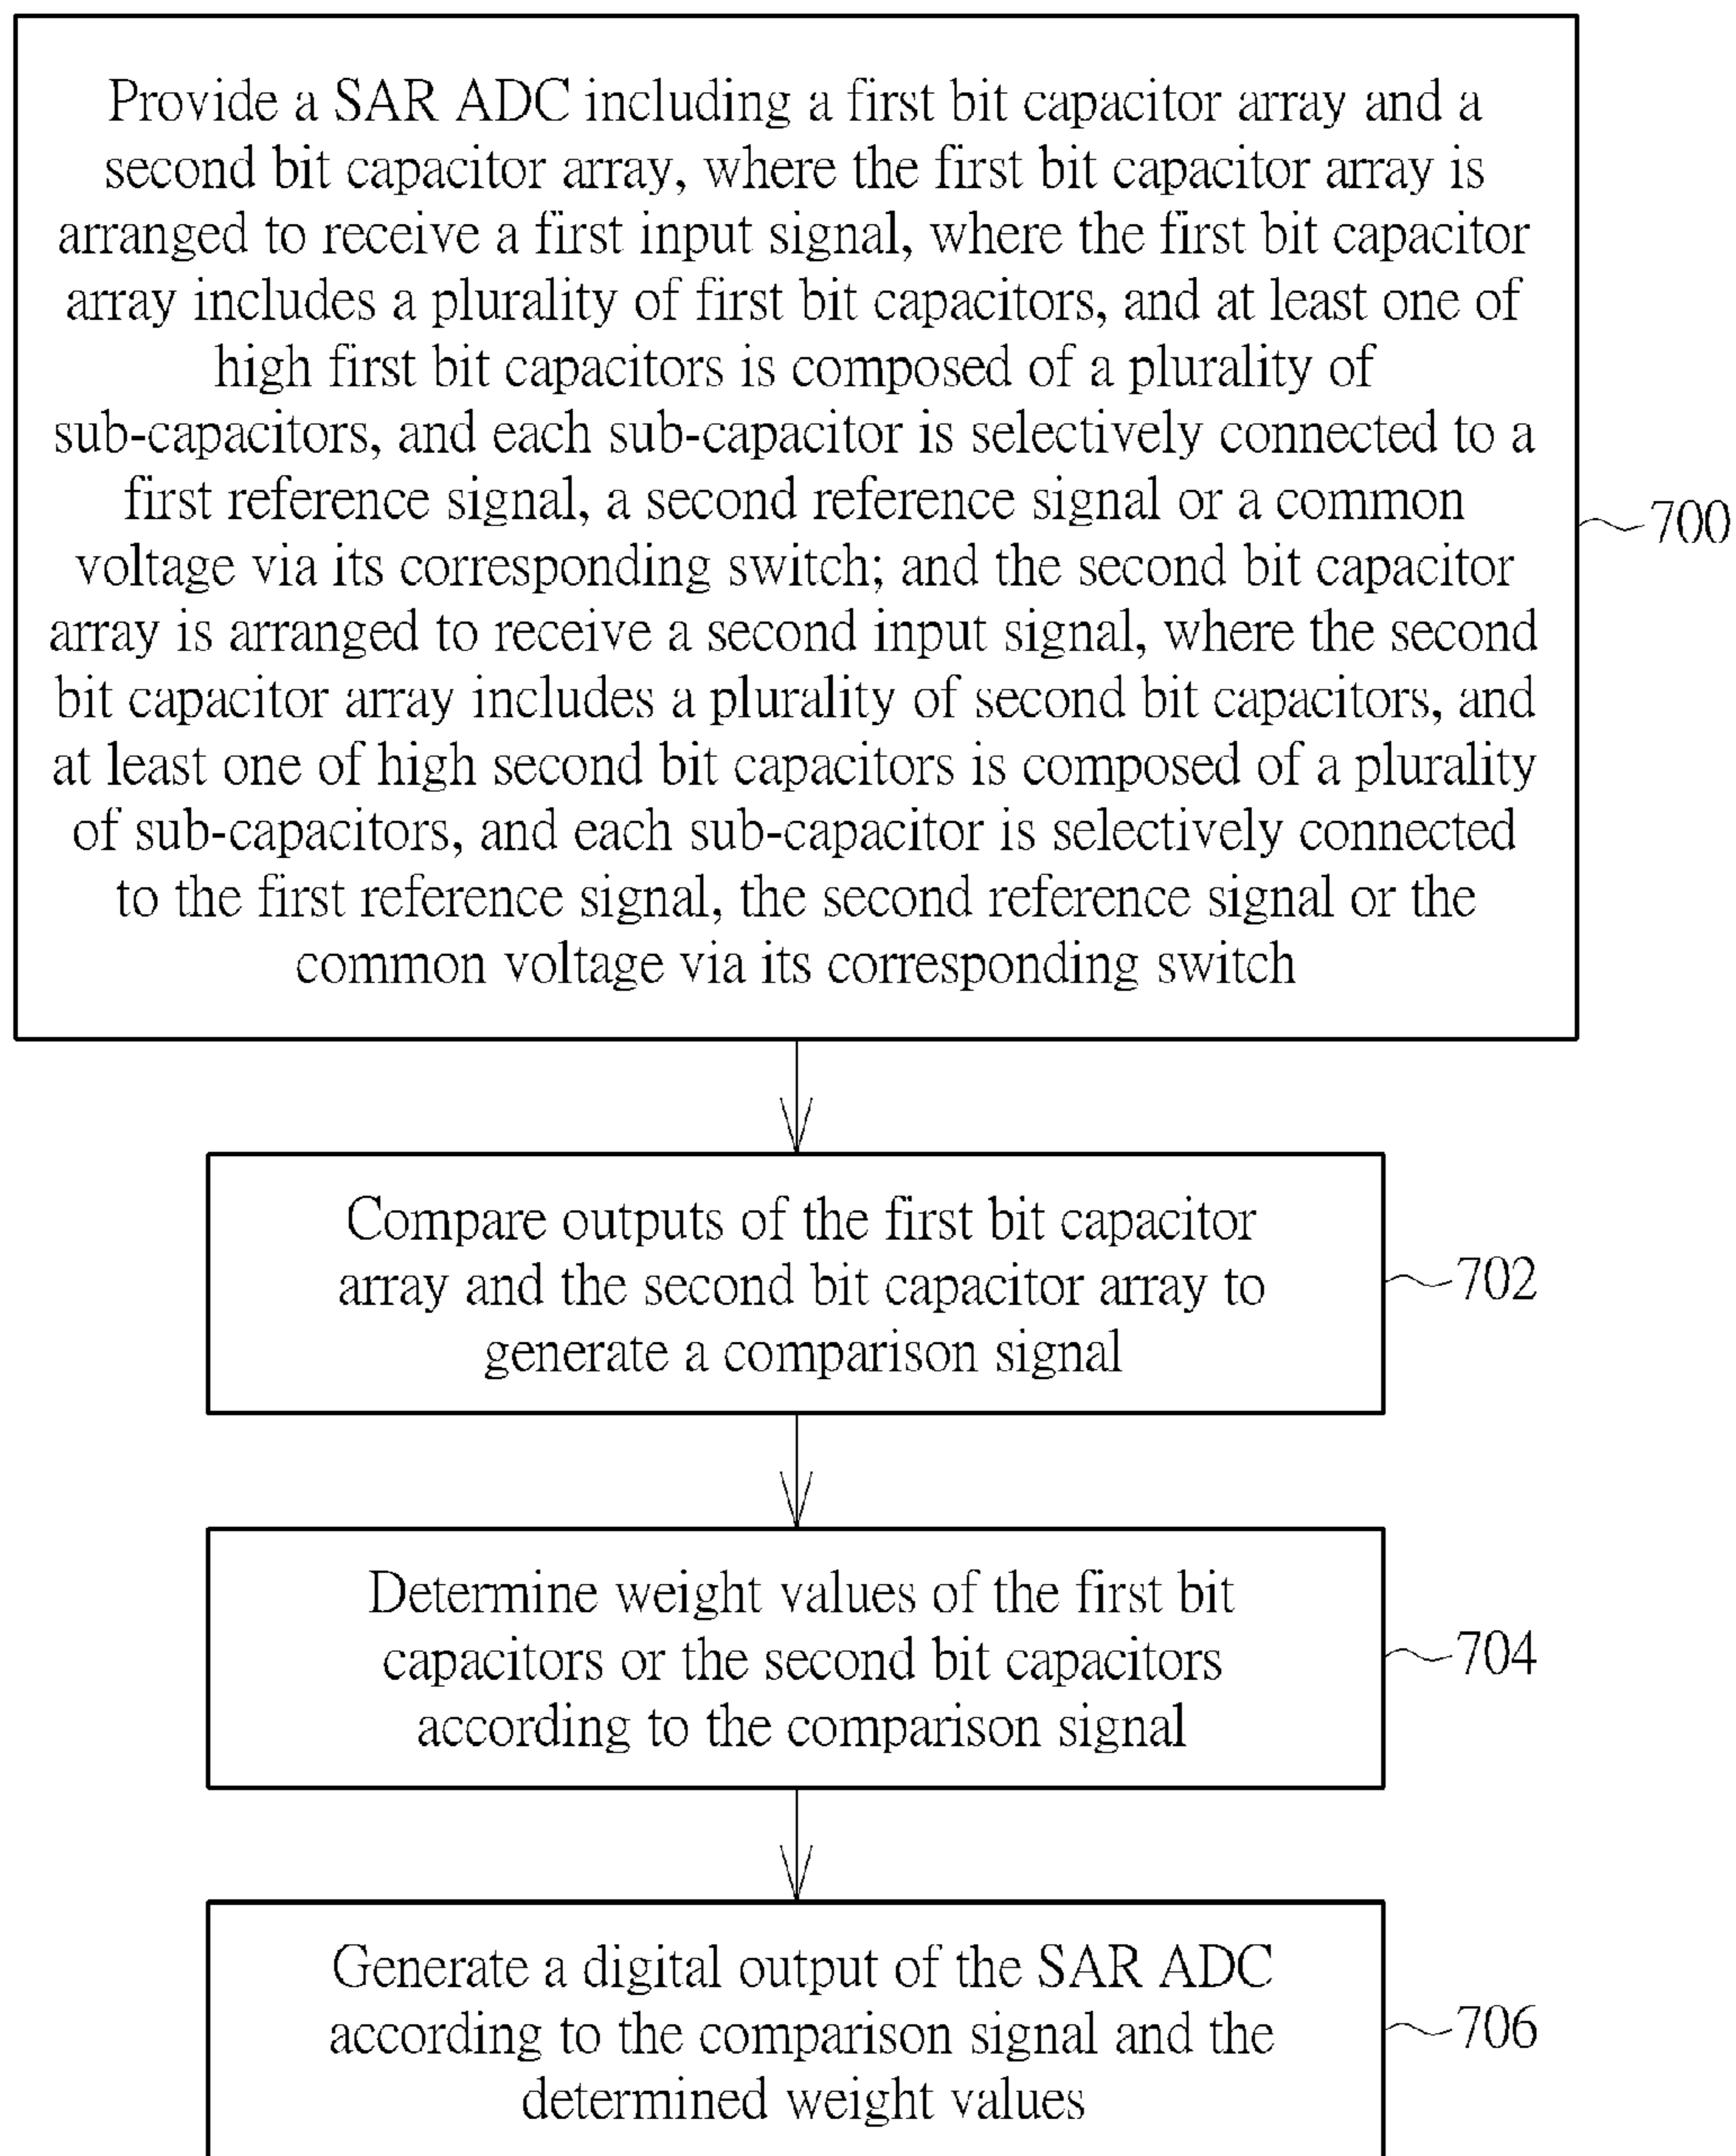 Provide a SAR ADC including a first bit capacitor array and a
second bit capacitor array, where the first bit capacitor array is
arranged to receive a first input signal, where the first bit capacitor
array includes a plurality of first bit capacitors, and at least one of
high first bit capacitors is composed of a plurality of
sub-capacitors, and each sub-capacitor is selectively connected to a
first reference signal, a second reference signal or a common
voltage via its corresponding switch; and the second bit capacitor
array is arranged to receive a second input signal, where the second
bit capacitor array includes a plurality of second bit capacitors, and
at least one of high second bit capacitors is composed of a plurality
of sub-capacitors, and each sub-capacitor is selectively connected
to the first reference signal, the second reference signal or the
common voltage via its corresponding switch
700
Compare outputs of the first bit capacitor
array and the second bit capacitor array to
generate a comparison signal
702
Determine weight values of the first bit
capacitors or the second bit capacitors
according to the comparison signal
704
Generate a digital output of the SAR ADC
according to the comparison signal and the
determined weight values
706